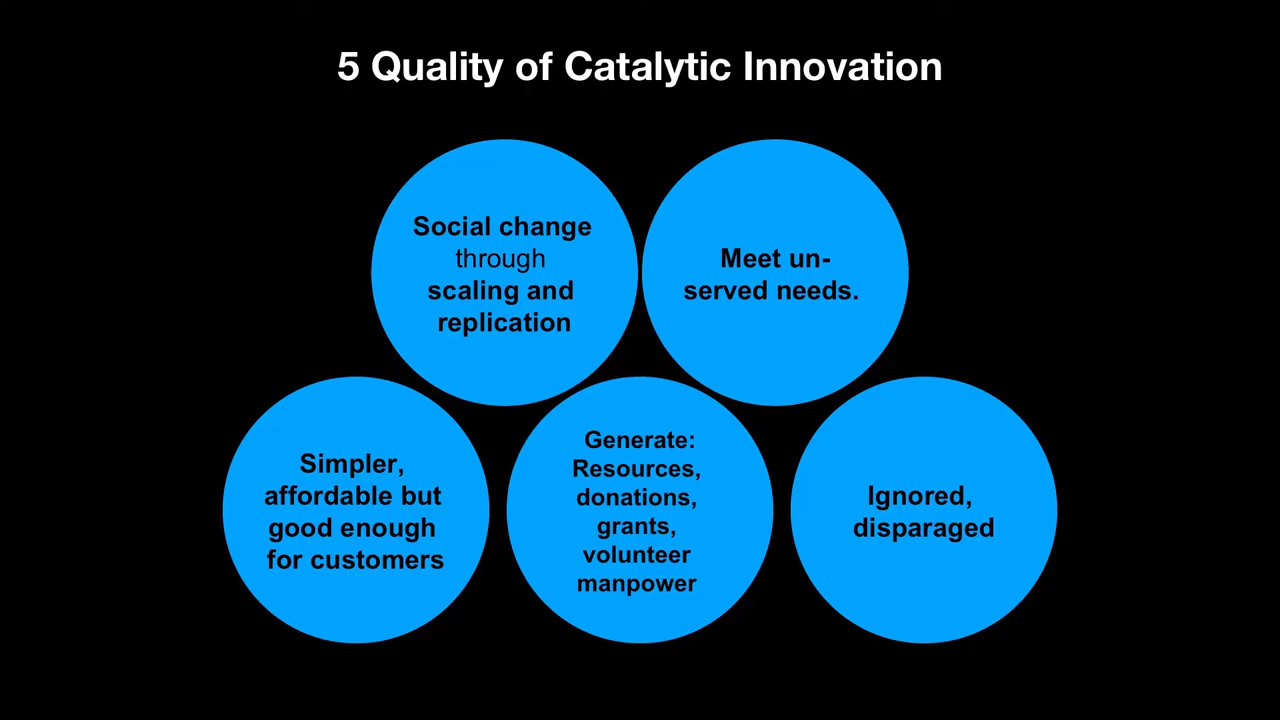 5 Quality of Catalytic Innovation
Social change
through
scaling and
replication
Meet un-
served needs.
Simpler,
affordable but
good enough
for customers
Generate:
Resources,
donations,
grants,
volunteer
manpower
Ignored,
disparaged